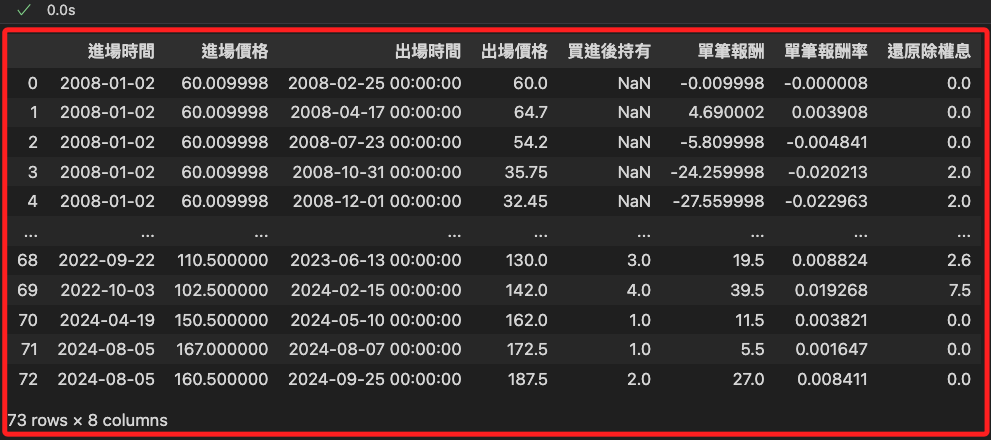 0.0s
進場時間 進場價格 出場時間 出場價格 買進後持有 單筆報酬 單筆報酬率 還原除權息
0 2008-01-02 60.009998 2008-02-25 00:00:00 60.0 NaN -0.009998 -0.000008 0.0
1 2008-01-02 60.009998 2008-04-17 00:00:00 64.7 NaN 4.690002 0.003908 0.0
2 2008-01-02 60.009998 2008-07-23 00:00:00 54.2 NaN -5.809998 -0.004841 0.0
3 2008-01-02 60.009998 2008-10-31 00:00:00 35.75 NaN -24.259998 -0.020213 2.0
4 2008-01-02 60.009998 2008-12-01 00:00:00 32.45 NaN -27.559998 -0.022963 2.0
... ... ... ... ... ... ... ... ...
68 2022-09-22 110.500000 2023-06-13 00:00:00 130.0 3.0 19.5 0.008824 2.6
69 2022-10-03 102.500000 2024-02-15 00:00:00 142.0 4.0 39.5 0.019268 7.5
70 2024-04-19 150.500000 2024-05-10 00:00:00 162.0 1.0 11.5 0.003821 0.0
71 2024-08-05 167.000000 2024-08-07 00:00:00 172.5 1.0 5.5 0.001647 0.0
72 2024-08-05 160.500000 2024-09-25 00:00:00 187.5 2.0 27.0 0.008411 0.0
73 rows × 8 columns